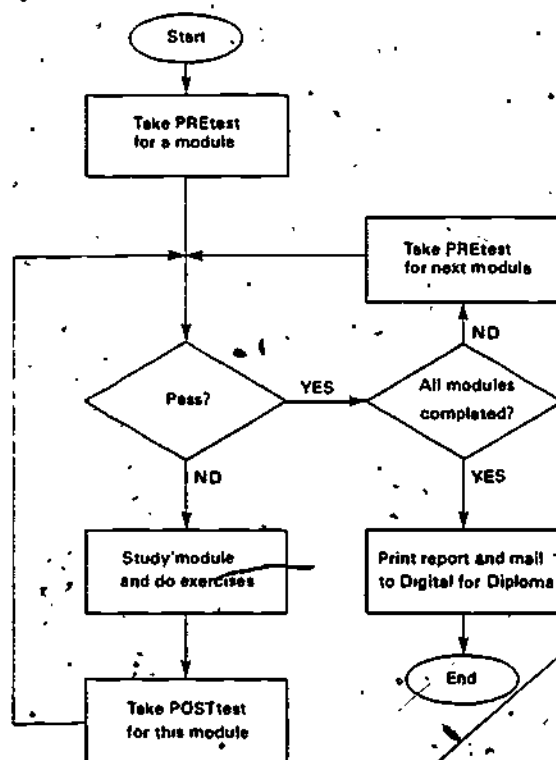 Start
Take PREtest
for a module
Take PREtest
for next module
NO
Pass?
YES
All modules
completed?
NO
YES
Study module
and do exercises
Print report and mail
to Digital for Diploma
End
Take POSTtest
for this module